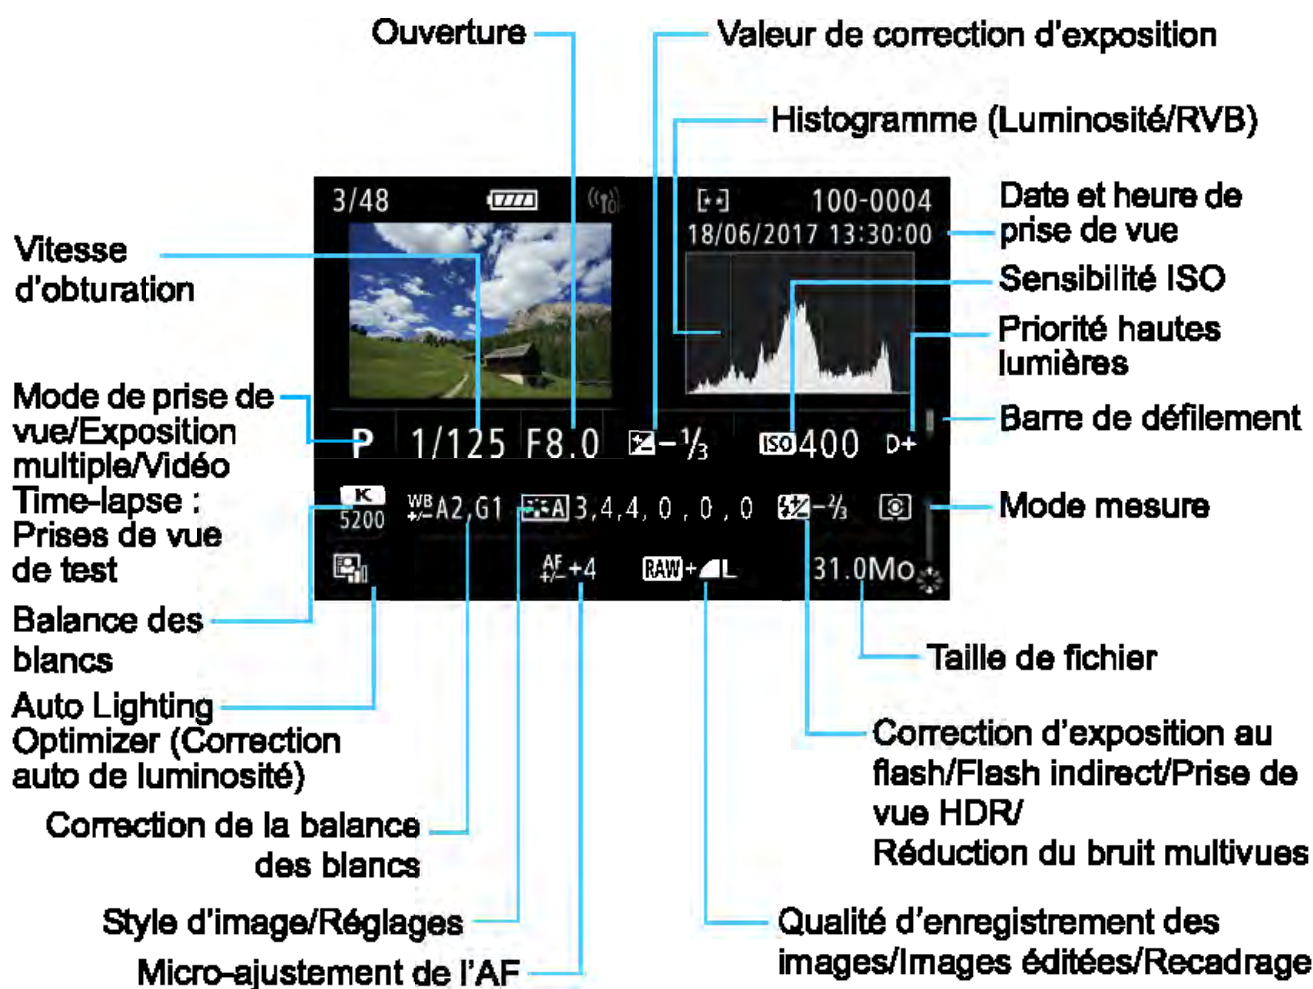 Ouverture
Valeur de correction d'exposition
Histogramme (Luminosité/RVB)
3/48
100-0004
18/06/2017 13:30:00
Date et heure de
prise de vue
Vitesse
d'obturation
Sensibilité ISO
Priorité hautes
lumières
Mode de prise de
vue/Exposition
multiple/Vidéo
Time-lapse :
Prises de vue
de test
Barre de défilement
P 1/125 F8.0 -1/3 ISO 400 D+
K
5200
WB +/- A2,G1 A 3,4,4,0,0,0 -2/3
Mode mesure
AF +/- +4 RAW+L 31.0Mo
Balance des
blancs
Taille de fichier
Auto Lighting
Optimizer (Correction
auto de luminosité)
Correction d'exposition au
flash/Flash indirect/Prise de
vue HDR/
Réduction du bruit multivues
Correction de la balance
des blancs
Style d'image/Réglages
Micro-ajustement de l'AF
Qualité d'enregistrement des
images/Images éditées/Recadrage